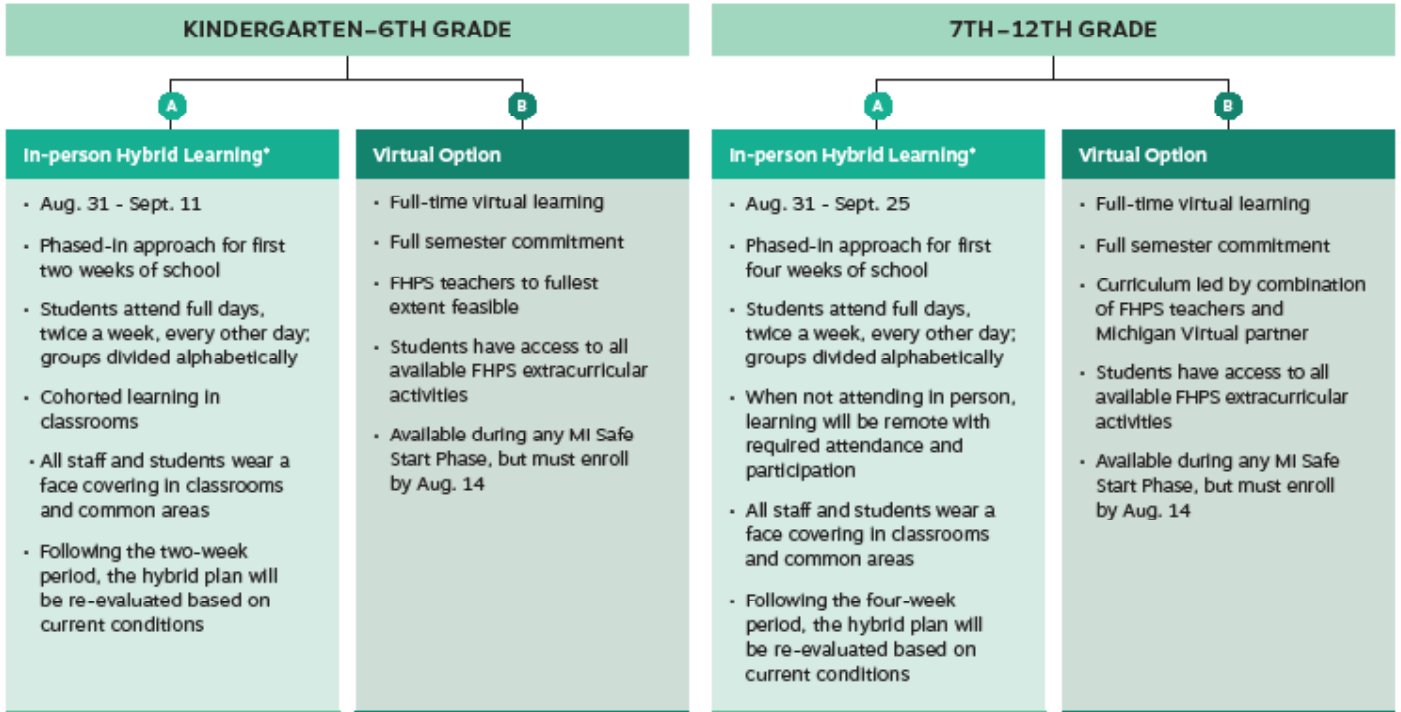 KINDERGARTEN–6TH GRADE
A
In-person Hybrid Learning*
• Aug. 31 - Sept. 11
• Phased-in approach for first
two weeks of school
• Students attend full days,
twice a week, every other day;
groups divided alphabetically
• Cohorted learning in
classrooms
• All staff and students wear a
face covering in classrooms
and common areas
• Following the two-week
period, the hybrid plan will
be re-evaluated based on
current conditions
B
Virtual Option
• Full-time virtual learning
• Full semester commitment
• FHPS teachers to fullest
extent feasible
• Students have access to all
available FHPS extracurricular
activities
• Available during any MI Safe
Start Phase, but must enroll
by Aug. 14
7TH–12TH GRADE
A
In-person Hybrid Learning*
• Aug. 31 - Sept. 25
• Phased-in approach for first
four weeks of school
• Students attend full days,
twice a week, every other day;
groups divided alphabetically
• When not attending in person,
learning will be remote with
required attendance and
participation
• All staff and students wear a
face covering in classrooms
and common areas
• Following the four-week
period, the hybrid plan will
be re-evaluated based on
current conditions
B
Virtual Option
• Full-time virtual learning
• Full semester commitment
• Curriculum led by combination
of FHPS teachers and
Michigan Virtual partner
• Students have access to all
available FHPS extracurricular
activities
• Available during any MI Safe
Start Phase, but must enroll
by Aug. 14